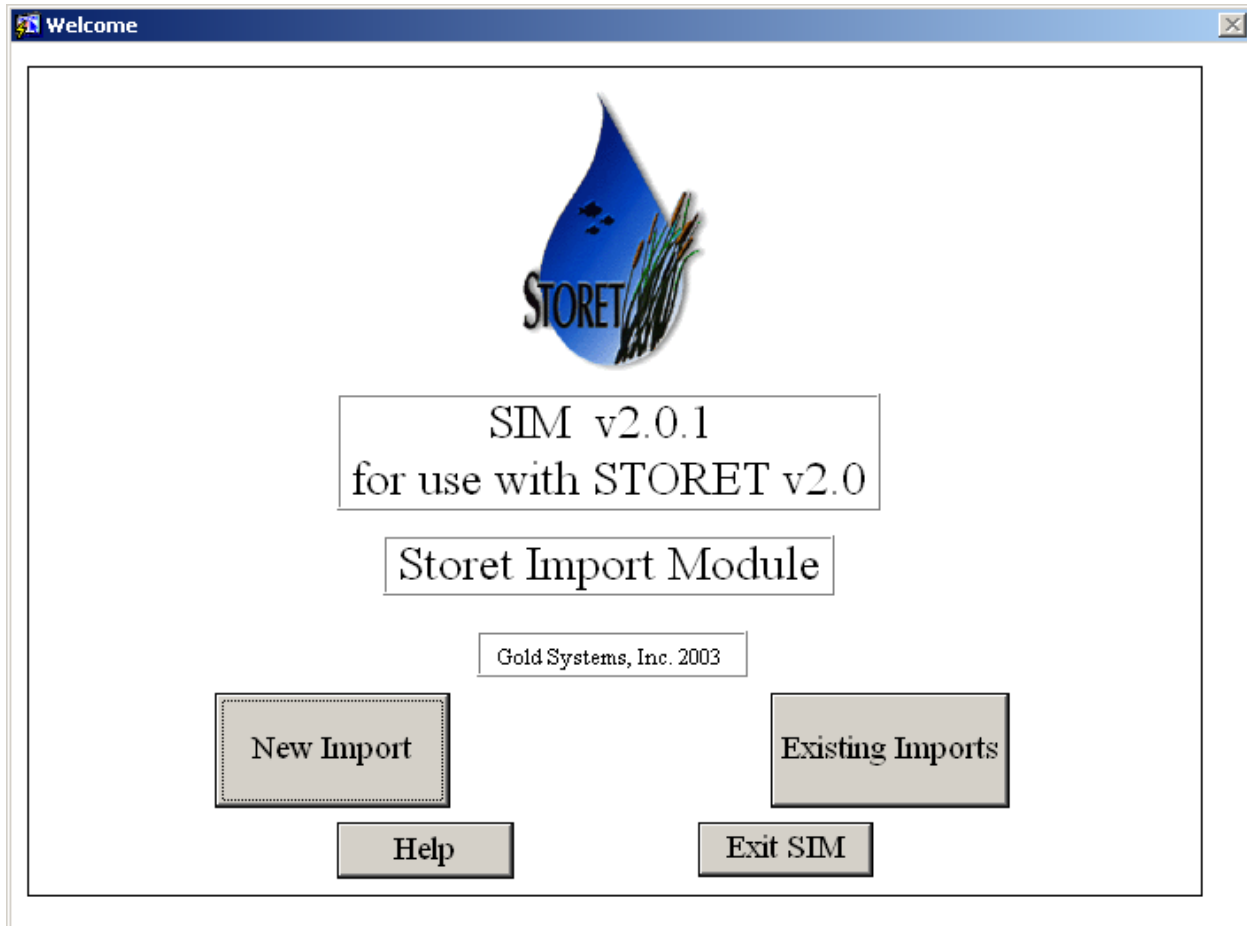 Welcome
STORET
SIM v2.0.1
for use with STORET v2.0
Storet Import Module
Gold Systems, Inc. 2003
New Import
Existing Imports
Help
Exit SIM